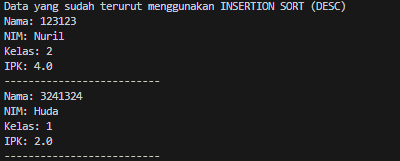 Data yang sudah terurut menggunakan INSERTION SORT (DESC)
Nama: 123123
NIM: Nuril
Kelas: 2
IPK: 4.0
---------------------------
Nama: 3241324
NIM: Huda
Kelas: 1
IPK: 2.0
---------------------------